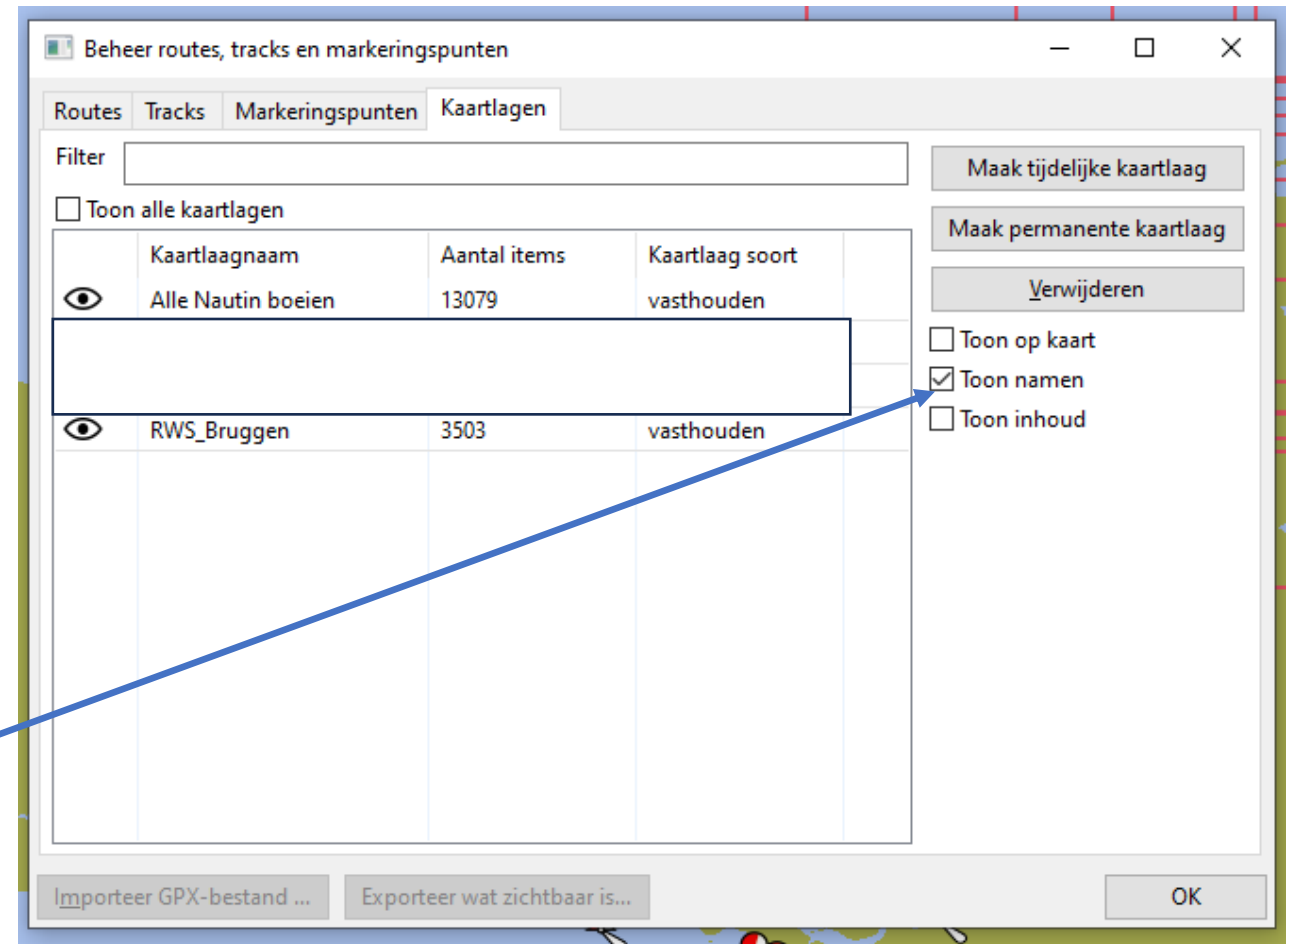 Beheer routes, tracks en markeringspunten
Routes Tracks Markeringspunten Kaartlagen
Filter
Toon alle kaartlagen
Kaartlaagnaam Aantal items Kaartlaag soort
Alle Nautin boeien 13079 vasthouden
RWS_Bruggen 3503 vasthouden
Maak tijdelijke kaartlaag
Maak permanente kaartlaag
Verwijderen
Toon op kaart
Toon namen
Toon inhoud
Importeer GPX-bestand ... Exporteer wat zichtbaar is... OK